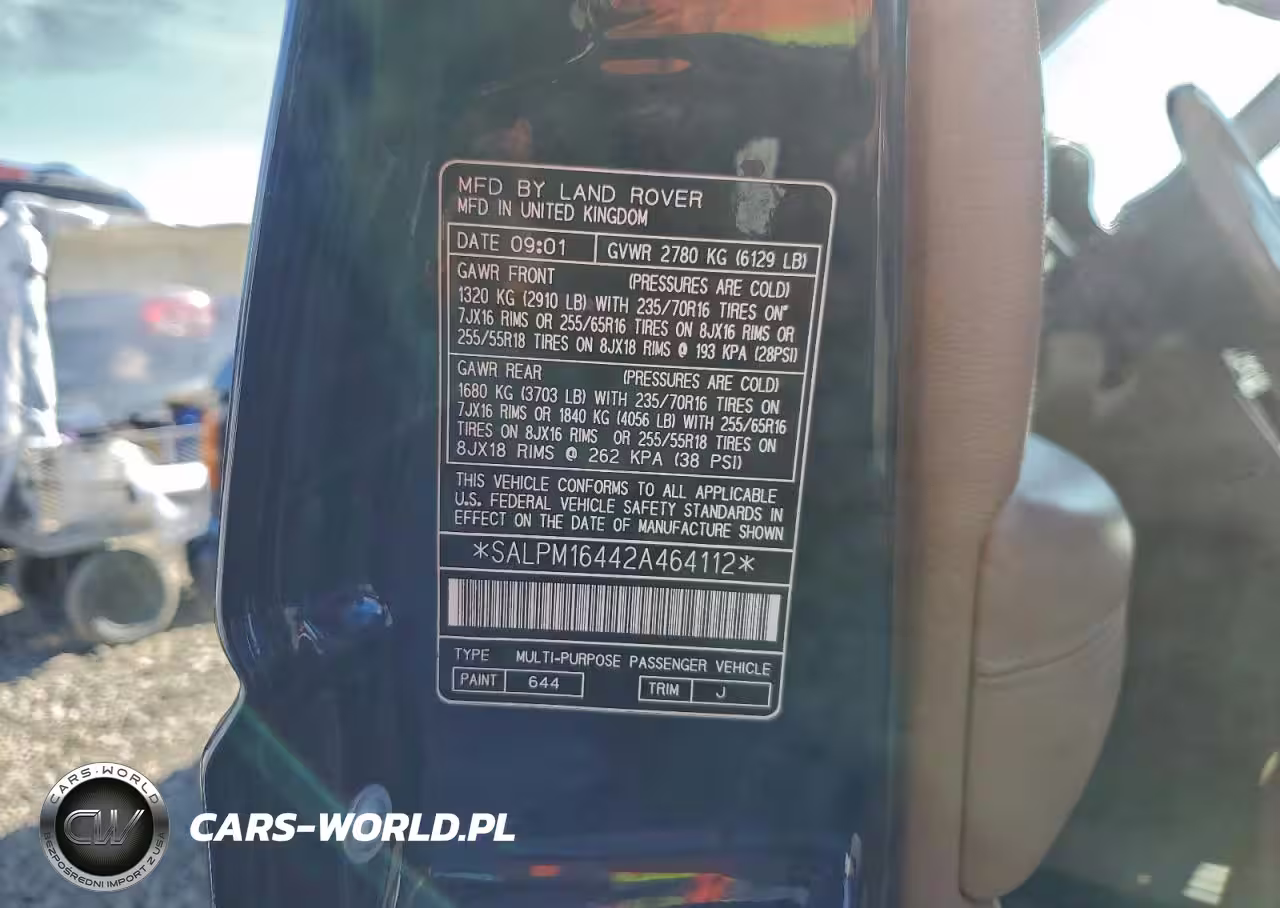 MFD BY LAND ROVER
MFD IN UNITED KINGDOM
DATE 09:01
GVWR 2780 KG (6129 LB)
GAWR FRONT (PRESSURES ARE COLD)
1320 KG (2910 LB) WITH 235/70R16 TIRES ON
7JX16 RIMS OR 255/65R16 TIRES ON 8JX16 RIMS OR
255/55R18 TIRES ON 8JX18 RIMS @ 193 KPA (28PSI)
GAWR REAR (PRESSURES ARE COLD)
1680 KG (3703 LB) WITH 235/70R16 TIRES ON
7JX16 RIMS OR 1840 KG (4056 LB) WITH 255/65R16
TIRES ON 8JX16 RIMS OR 255/55R18 TIRES ON
8JX18 RIMS @ 262 KPA (38 PSI)
THIS VEHICLE CONFORMS TO ALL APPLICABLE
U.S. FEDERAL VEHICLE SAFETY STANDARDS IN
EFFECT ON THE DATE OF MANUFACTURE SHOWN
*SALPM16442A464112*
TYPE MULTI-PURPOSE PASSENGER VEHICLE
PAINT 644 TRIM J
CARS-WORLD
CW
BEZPOŚREDNI IMPORT Z USA
CARS-WORLD.PL